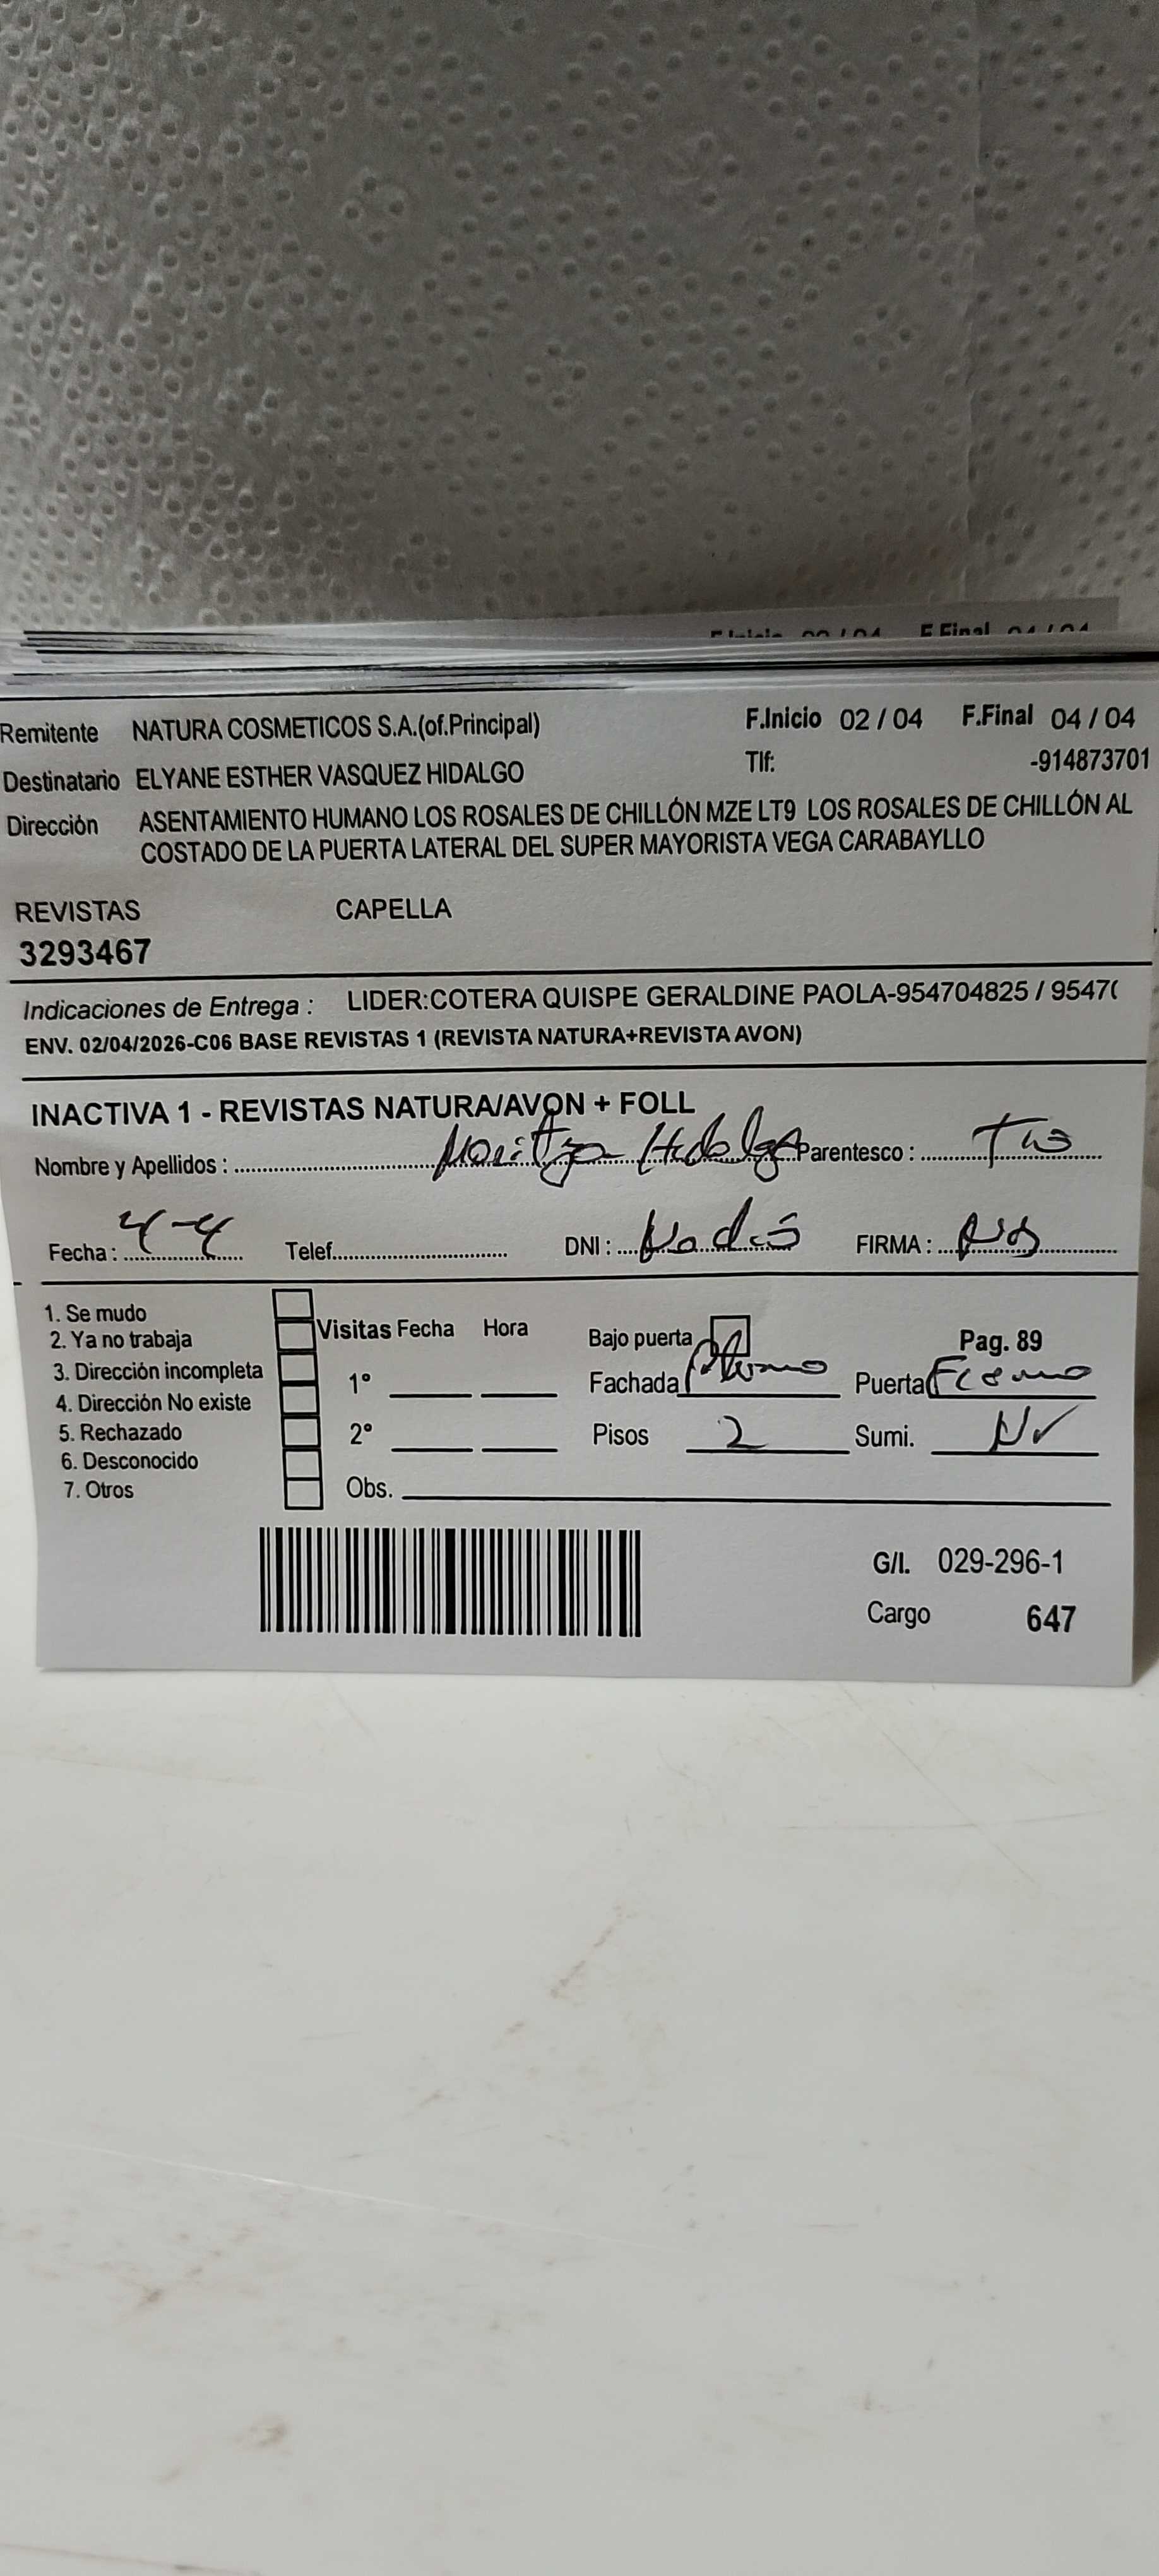 F.Inicio 02 / 04 F.Final 04 / 04
Remitente NATURA COSMETICOS S.A.(of.Principal) F.Inicio 02 / 04 F.Final 04 / 04
Destinatario ELYANE ESTHER VASQUEZ HIDALGO Tlf: -914873701
Dirección ASENTAMIENTO HUMANO LOS ROSALES DE CHILLÓN MZE LT9 LOS ROSALES DE CHILLÓN AL
COSTADO DE LA PUERTA LATERAL DEL SUPER MAYORISTA VEGA CARABAYLLO
REVISTAS CAPELLA
3293467
Indicaciones de Entrega : LIDER:COTERA QUISPE GERALDINE PAOLA-954704825 / 9547(
ENV. 02/04/2026-C06 BASE REVISTAS 1 (REVISTA NATURA+REVISTA AVON)
INACTIVA 1 - REVISTAS NATURA/AVON + FOLL
Nombre y Apellidos : Maritza Hidalgo Parentesco :
Fecha : 4-4 Telef. DNI : FIRMA :
1. Se mudo
2. Ya no trabaja Visitas Fecha Hora Bajo puerta Pag. 89
3. Dirección incompleta 1° Fachada Puerta
4. Dirección No existe
5. Rechazado 2° Pisos 2 Sumi.
6. Desconocido
7. Otros Obs.
G/I. 029-296-1
Cargo 647